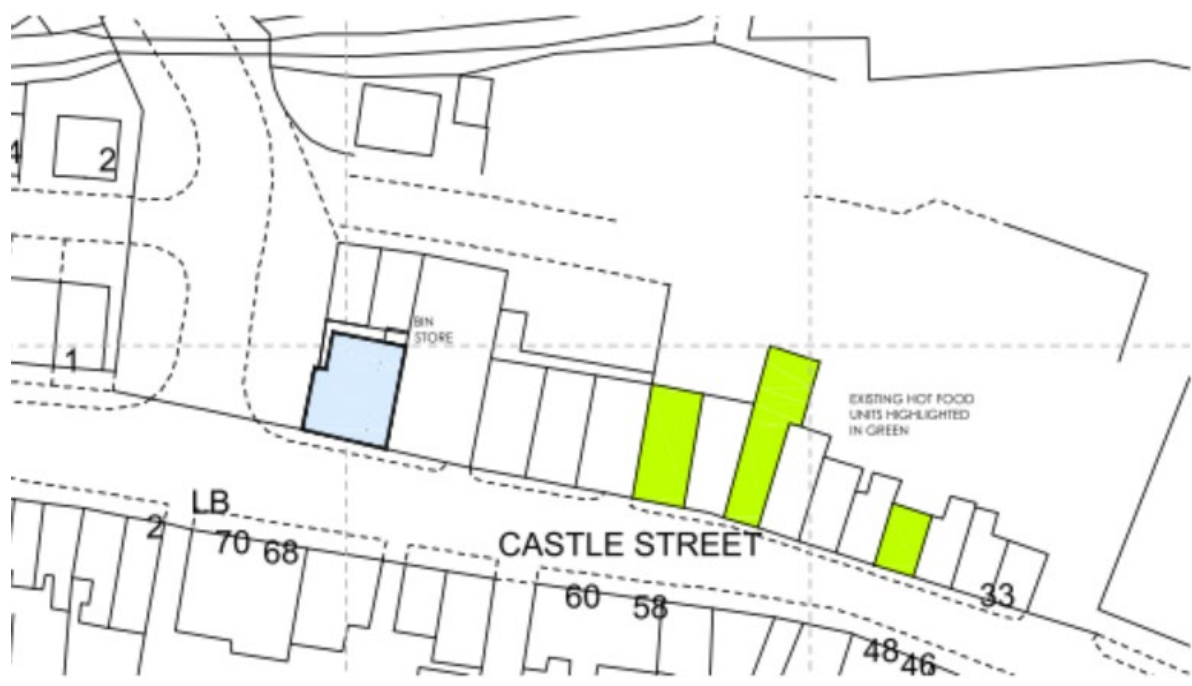 4
2
BIN
STORE
1
EXISTING HOT FOOD
UNITS HIGHLIGHTED
IN GREEN
LB
2
70
68
CASTLE STREET
60
58
33
48
46